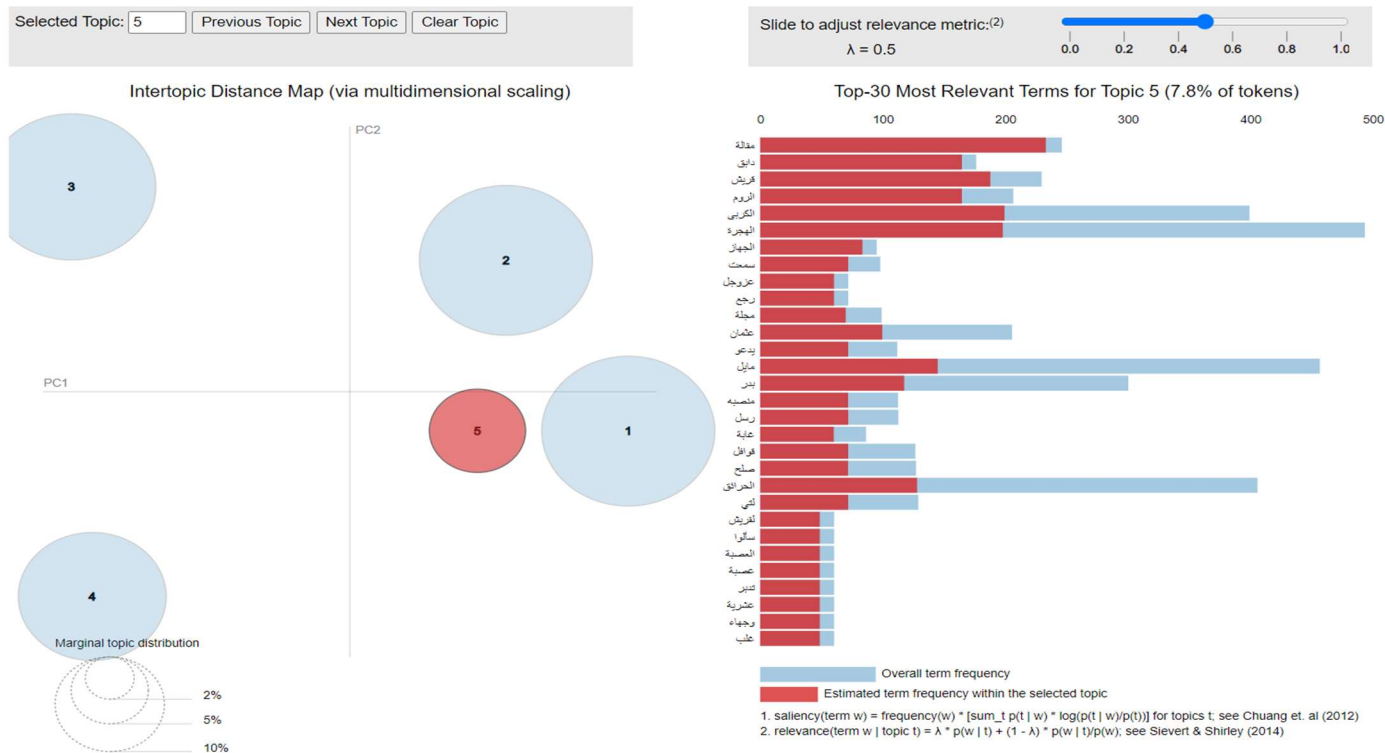 Selected Topic: 5 Previous Topic Next Topic Clear Topic
Slide to adjust relevance metric:(2)
λ = 0.5
0.0 0.2 0.4 0.6 0.8 1.0
Intertopic Distance Map (via multidimensional scaling)
PC2
PC1
3
2
5
1
4
Marginal topic distribution
2%
5%
10%
Top-30 Most Relevant Terms for Topic 5 (7.8% of tokens)
0 100 200 300 400 500
مقالة
دابق
قريش
الروم
الكربى
الهجرة
الجهاز
سمعت
عزوجل
رجع
مجلة
عثمان
يدعو
مايل
بدر
منصبه
رسل
عابة
قوافل
صلح
الحرائق
لتي
لقريش
سألوا
العصبة
عصبة
تدبر
عشرية
وجهاء
غلب
Overall term frequency
Estimated term frequency within the selected topic
1. saliency(term w) = frequency(w) * [sum_t p(t | w) * log(p(t | w)/p(t))] for topics t; see Chuang et. al (2012)
2. relevance(term w | topic t) = λ * p(w | t) + (1 - λ) * p(w | t)/p(w); see Sievert & Shirley (2014)